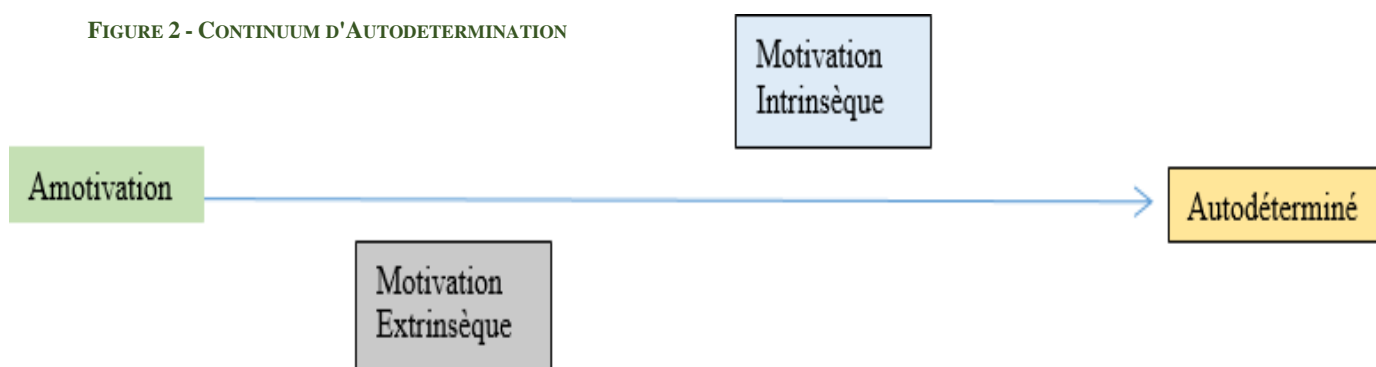 FIGURE 2 - CONTINUUM D'AUTODETERMINATION
Motivation
Intrinsèque
Amotivation
Autodéterminé
Motivation
Extrinsèque